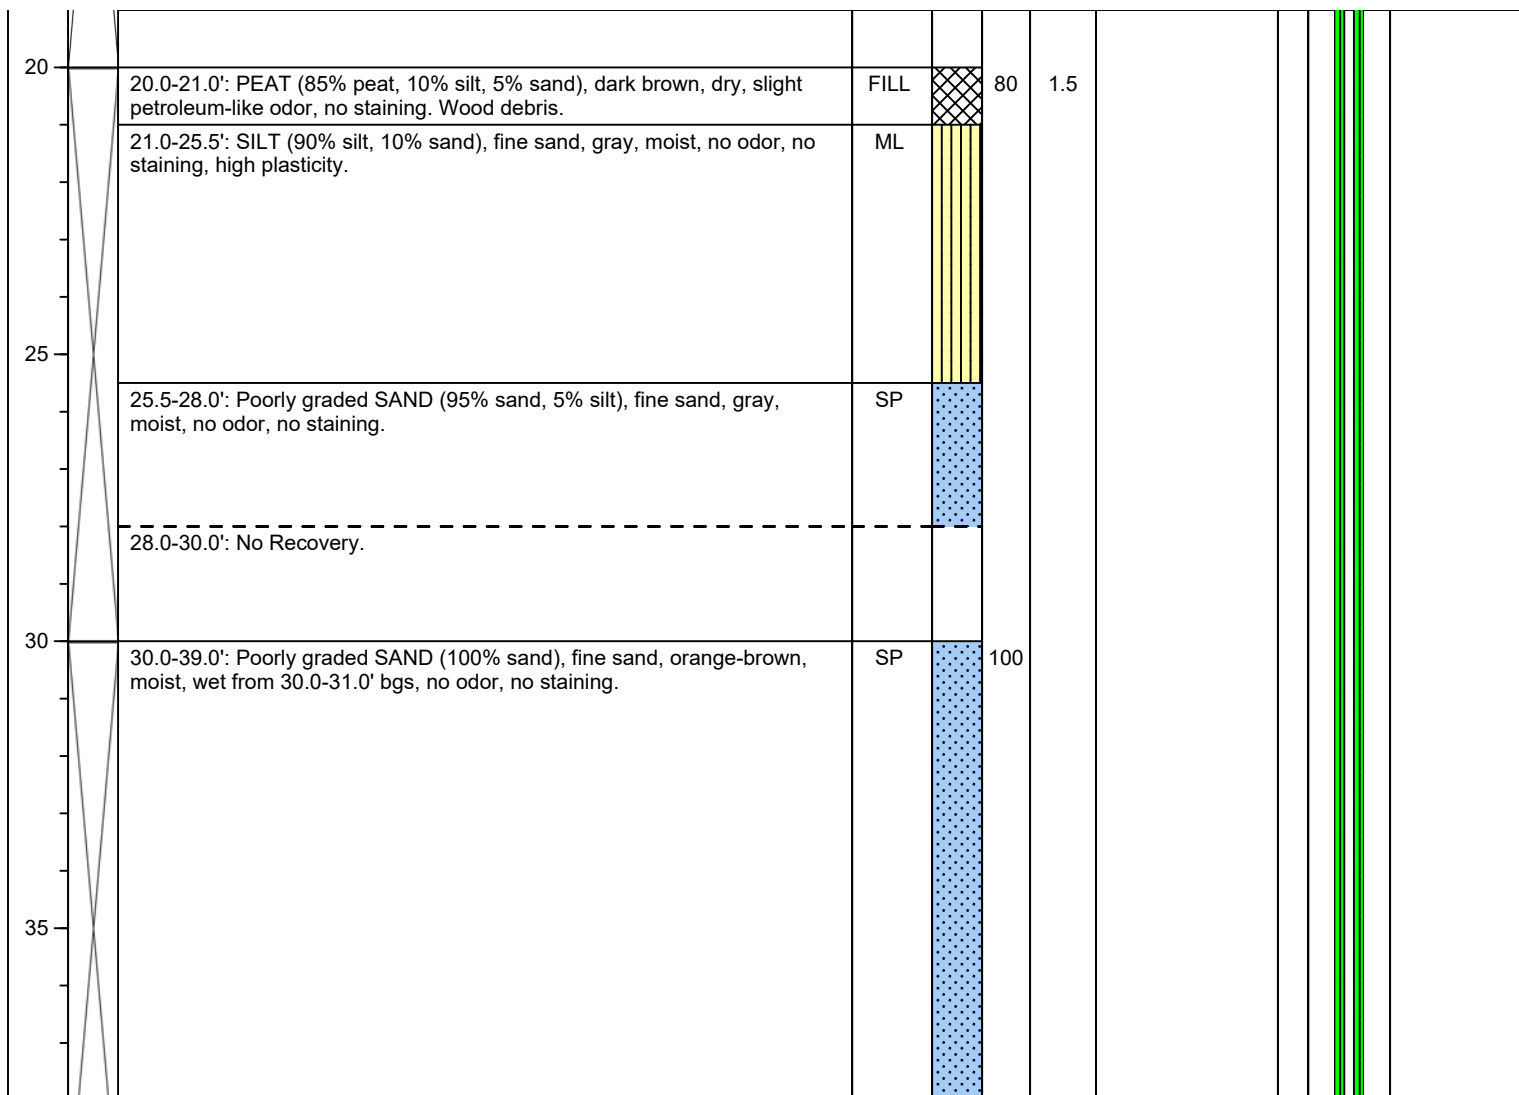 20
20.0-21.0': PEAT (85% peat, 10% silt, 5% sand), dark brown, dry, slight
petroleum-like odor, no staining. Wood debris.
FILL
80
1.5
21.0-25.5': SILT (90% silt, 10% sand), fine sand, gray, moist, no odor, no
staining, high plasticity.
ML
25
25.5-28.0': Poorly graded SAND (95% sand, 5% silt), fine sand, gray,
moist, no odor, no staining.
SP
28.0-30.0': No Recovery.
30
30.0-39.0': Poorly graded SAND (100% sand), fine sand, orange-brown,
moist, wet from 30.0-31.0' bgs, no odor, no staining.
SP
100
35